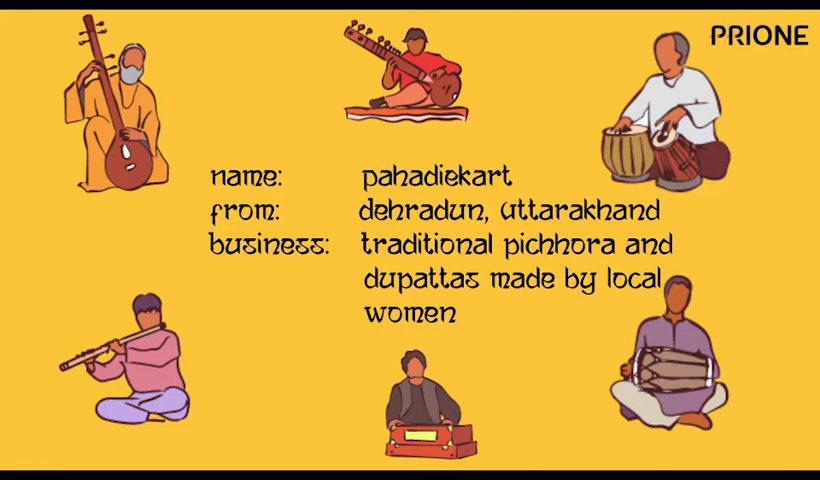 PRIONE
name: pahadiekart
from: dehradun, uttarakhand
business: traditional pichhora and
dupattas made by local
women